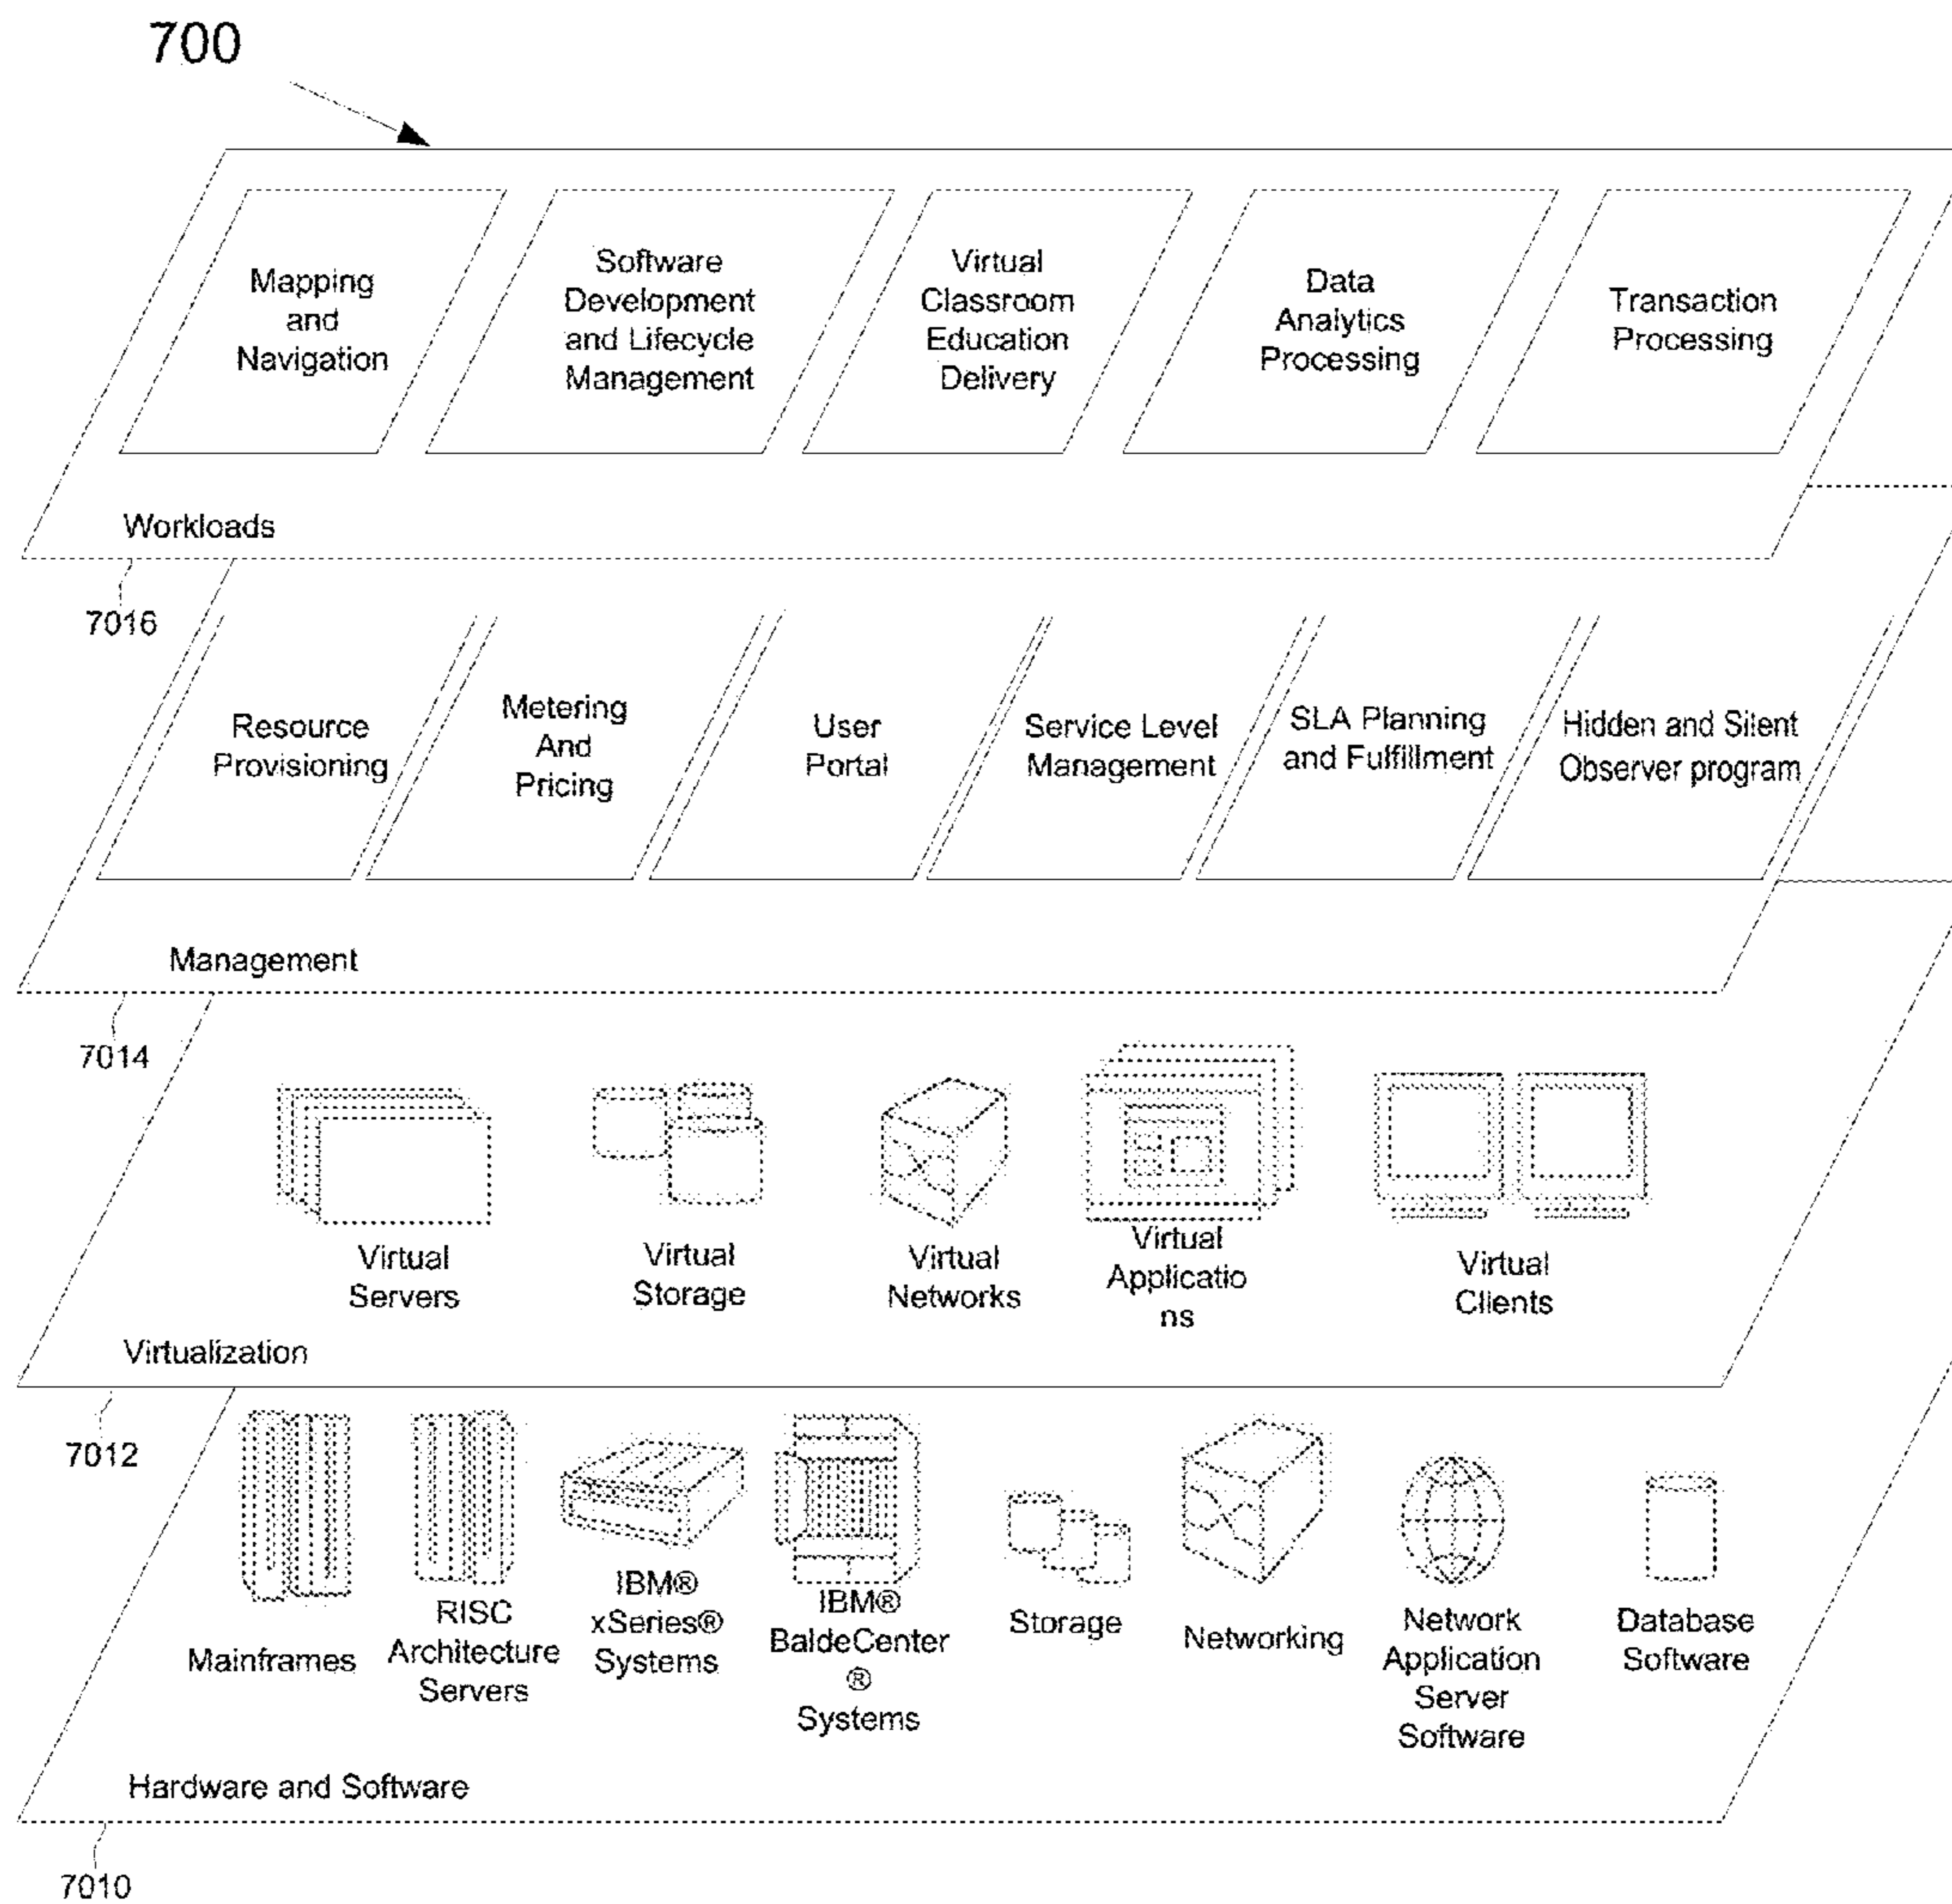 700
Mapping
and
Navigation
Software
Development
and Lifecycle
Management
Virtual
Classroom
Education
Delivery
Data
Analytics
Processing
Transaction
Processing
Workloads
7016
Resource
Provisioning
Metering
And
Pricing
User
Portal
Service Level
Management
SLA Planning
and Fulfillment
Hidden and Silent
Observer program
Management
7014
Virtual
Servers
Virtual
Storage
Virtual
Networks
Virtual
Applicatio
ns
Virtual
Clients
Virtualization
7012
Mainframes
RISC
Architecture
Servers
IBM®
xSeries®
Systems
IBM®
BaldeCenter
®
Systems
Storage
Networking
Network
Application
Server
Software
Database
Software
Hardware and Software
7010